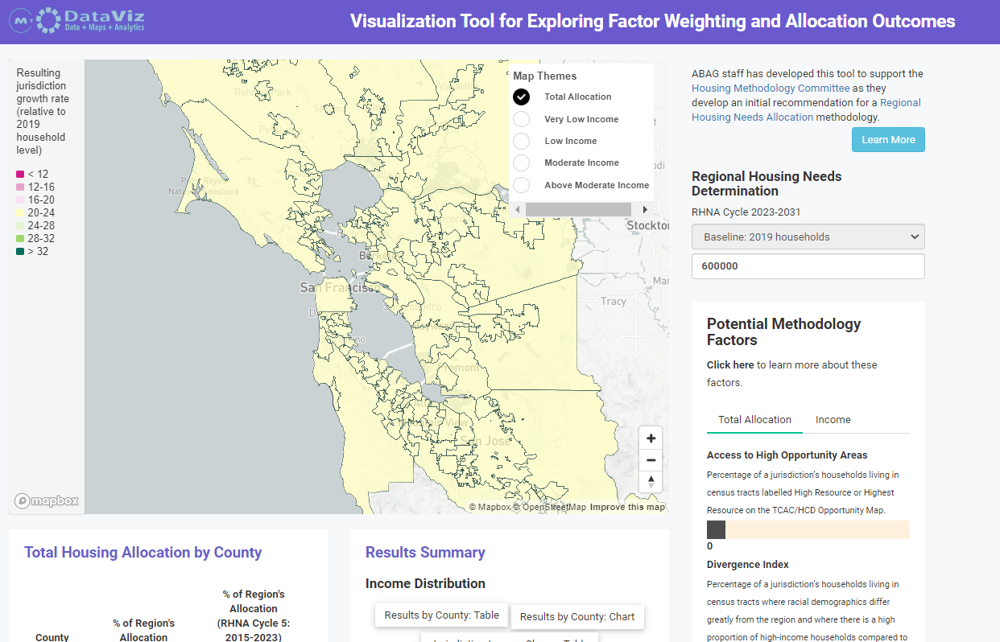 MT DataViz
Data + Maps + Analytics
Visualization Tool for Exploring Factor Weighting and Allocation Outcomes
Resulting
jurisdiction
growth rate
(relative to
2019
household
level)
< 12
12-16
16-20
20-24
24-28
28-32
> 32
mapbox
Point Reyes
National Seashore
San Francisco
San Jose
Stockton
Tracy
Map Themes
Total Allocation
Very Low Income
Low Income
Moderate Income
Above Moderate Income
© Mapbox © OpenStreetMap Improve this map
ABAG staff has developed this tool to support the
Housing Methodology Committee as they
develop an initial recommendation for a Regional
Housing Needs Allocation methodology.
Learn More
Regional Housing Needs
Determination
RHNA Cycle 2023-2031
Baseline: 2019 households
600000
Potential Methodology
Factors
Click here to learn more about these
factors.
Total Allocation Income
Access to High Opportunity Areas
Percentage of a jurisdiction's households living in
census tracts labelled High Resource or Highest
Resource on the TCAC/HCD Opportunity Map.
0
Divergence Index
Percentage of a jurisdiction's households living in
census tracts where racial demographics differ
greatly from the region and where there is a high
proportion of high-income households compared to
Total Housing Allocation by County
County
% of Region's
Allocation
% of Region's
Allocation
(RHNA Cycle 5:
2015-2023)
Results Summary
Income Distribution
Results by County: Table
Results by County: Chart